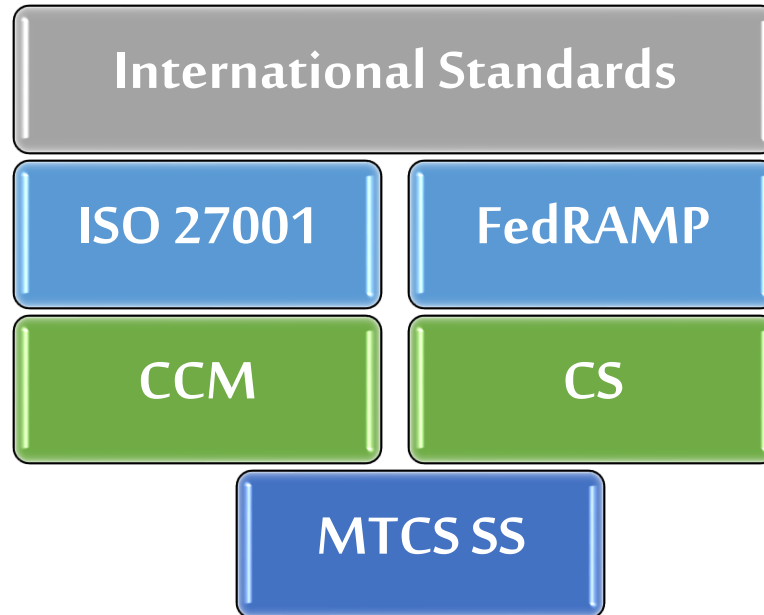 International Standards
ISO 27001
FedRAMP
CCM
CS
MTCS SS